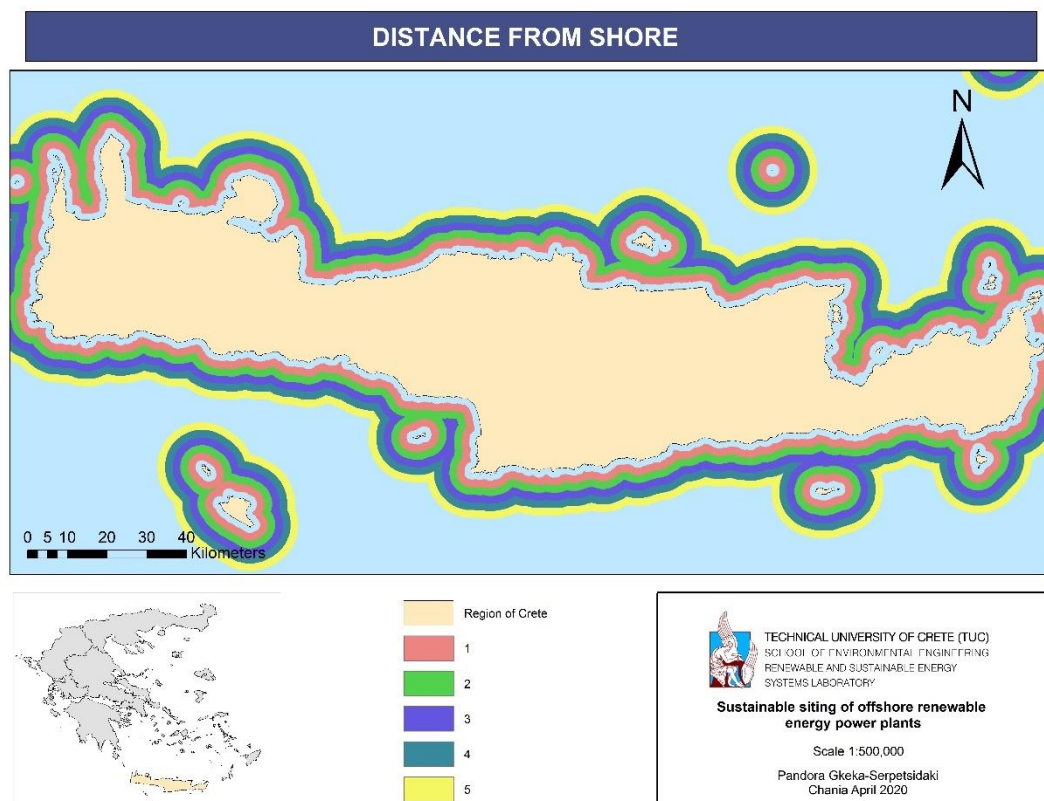 DISTANCE FROM SHORE
N
0 5 10 20 30 40
Kilometers
Region of Crete
1
2
3
4
5
TECHNICAL UNIVERSITY OF CRETE (TUC)
SCHOOL OF ENVIRONMENTAL ENGINEERING
RENEWABLE AND SUSTAINABLE ENERGY
SYSTEMS LABORATORY
Sustainable siting of offshore renewable
energy power plants
Scale 1:500,000
Pandora Gkeka-Serpetsidaki
Chania April 2020